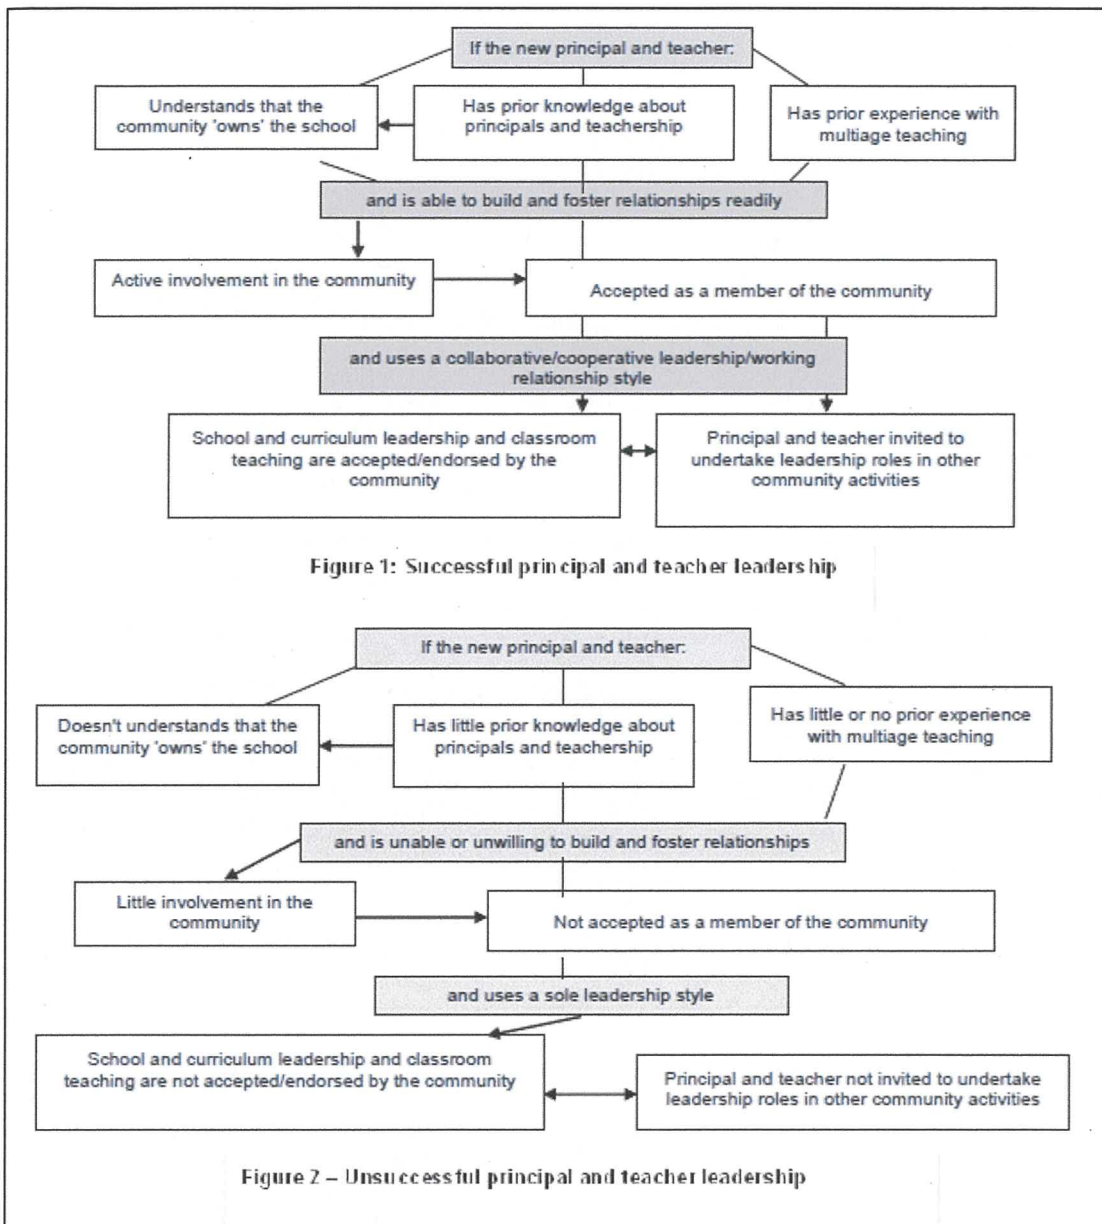 If the new principal and teacher:
Understands that the
community 'owns' the school
Has prior knowledge about
principals and teachership
Has prior experience with
multiage teaching
and is able to build and foster relationships readily
Active involvement in the community
Accepted as a member of the community
and uses a collaborative/cooperative leadership/working
relationship style
School and curriculum leadership and classroom
teaching are accepted/endorsed by the
community
Principal and teacher invited to
undertake leadership roles in other
community activities
Figure 1: Successful principal and teacher leadership
If the new principal and teacher:
Doesn't understands that the
community 'owns' the school
Has little prior knowledge about
principals and teachership
Has little or no prior experience
with multiage teaching
and is unable or unwilling to build and foster relationships
Little involvement in the
community
Not accepted as a member of the community
and uses a sole leadership style
School and curriculum leadership and classroom
teaching are not accepted/endorsed by the community
Principal and teacher not invited to undertake
leadership roles in other community activities
Figure 2 – Unsuccessful principal and teacher leadership